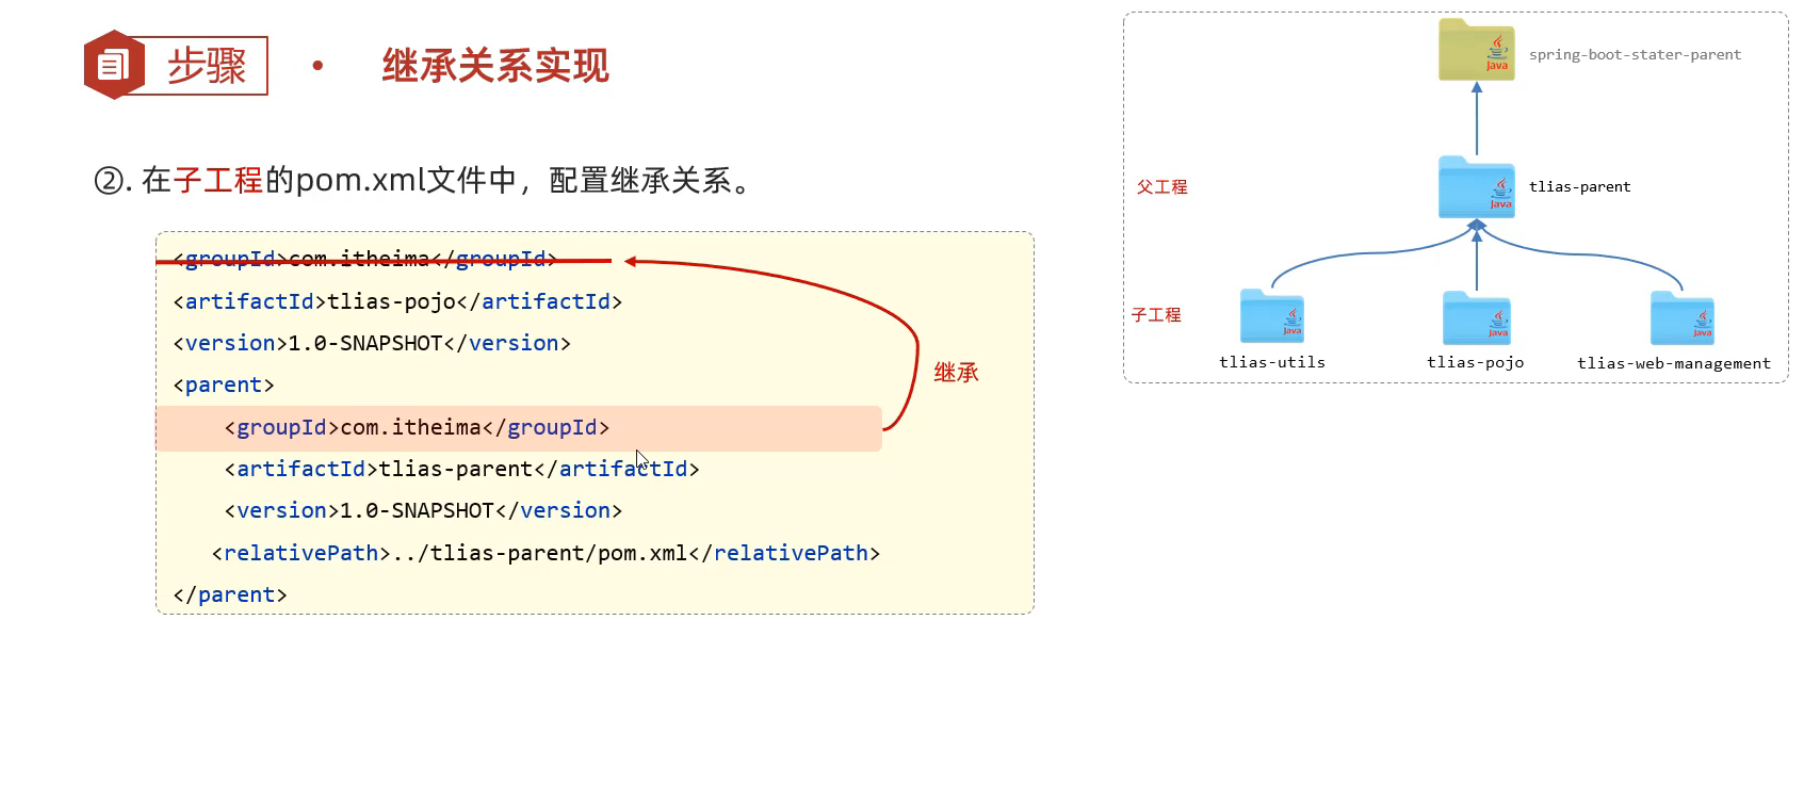 步骤 · 继承关系实现
②. 在子工程的pom.xml文件中，配置继承关系。
<groupId>com.itheima</groupId>
<artifactId>tlias-pojo</artifactId>
<version>1.0-SNAPSHOT</version>
<parent>
<groupId>com.itheima</groupId>
<artifactId>tlias-parent</artifactId>
<version>1.0-SNAPSHOT</version>
<relativePath>../tlias-parent/pom.xml</relativePath>
</parent>
继承
Java
spring-boot-stater-parent
父工程
Java
tlias-parent
子工程
Java
Java
Java
tlias-utils
tlias-pojo
tlias-web-management